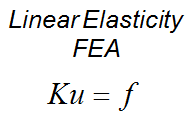 Linear Elasticity
FEA
Ku = f